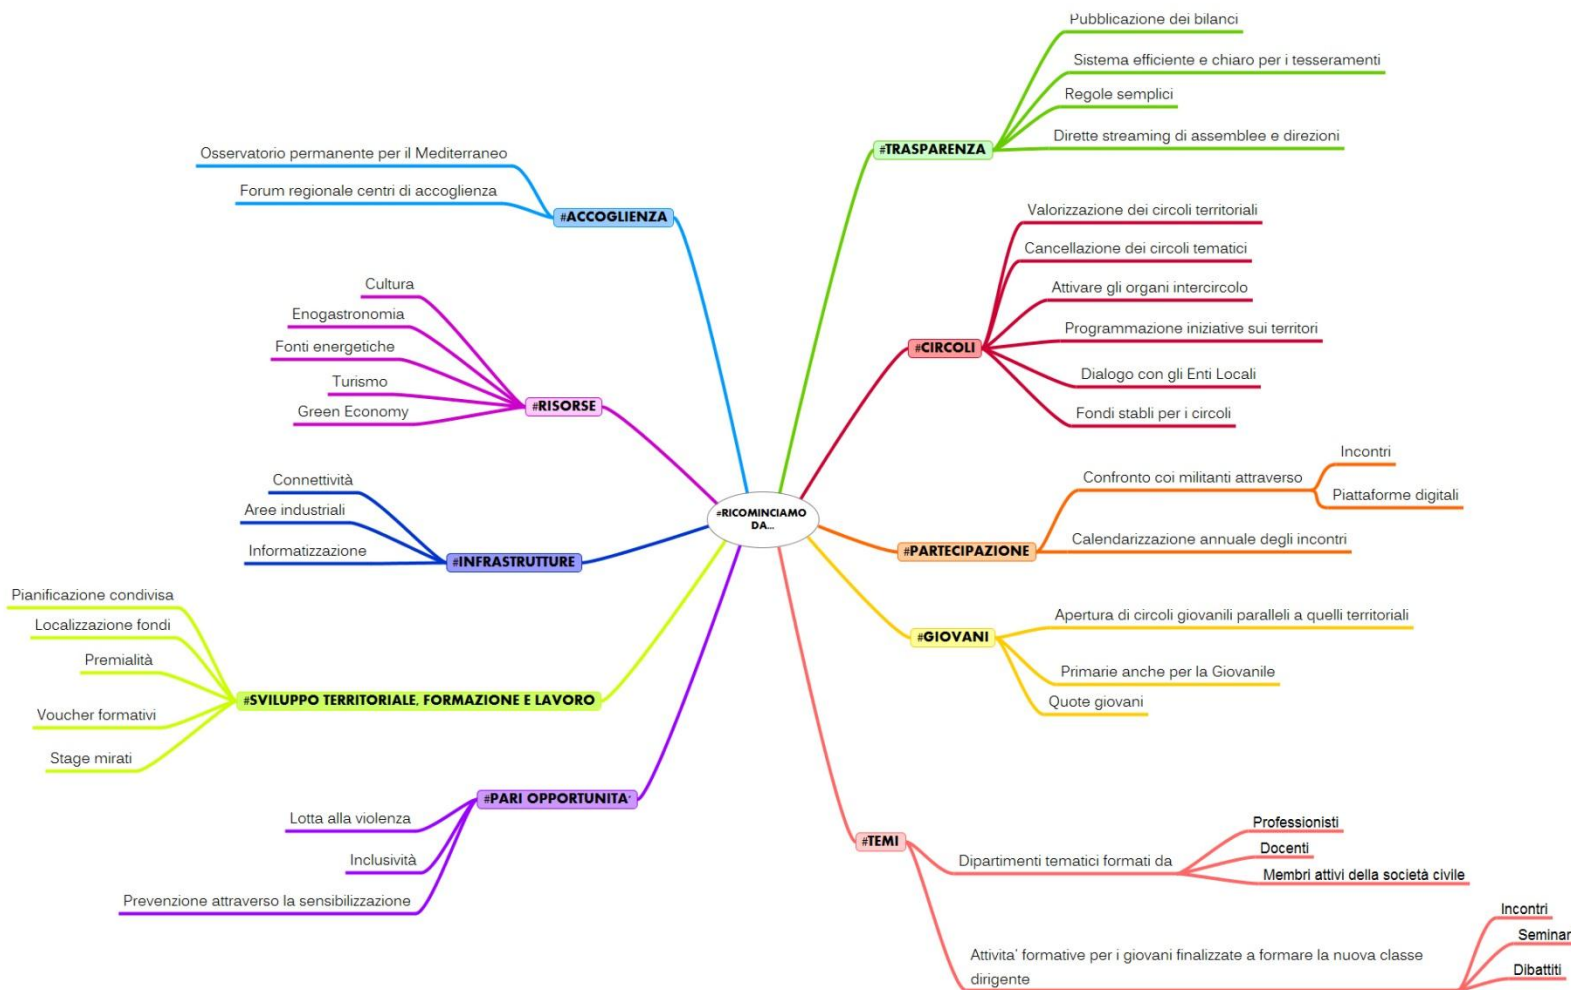 #RICOMINCIAMO
DA...
#TRASPARENZA
Pubblicazione dei bilanci
Sistema efficiente e chiaro per i tesseramenti
Regole semplici
Dirette streaming di assemblee e direzioni
#CIRCOLI
Valorizzazione dei circoli territoriali
Cancellazione dei circoli tematici
Attivare gli organi intercircolo
Programmazione iniziative sui territori
Dialogo con gli Enti Locali
Fondi stabli per i circoli
#PARTECIPAZIONE
Confronto coi militanti attraverso
Incontri
Piattaforme digitali
Calendarizzazione annuale degli incontri
#GIOVANI
Apertura di circoli giovanili paralleli a quelli territoriali
Primarie anche per la Giovanile
Quote giovani
#TEMI
Dipartimenti tematici formati da
Professionisti
Docenti
Membri attivi della società civile
Attivita' formative per i giovani finalizzate a formare la nuova classe
dirigente
Incontri
Seminar
Dibattiti
#ACCOGLIENZA
Osservatorio permanente per il Mediterraneo
Forum regionale centri di accoglienza
#RISORSE
Cultura
Enogastronomia
Fonti energetiche
Turismo
Green Economy
#INFRASTRUTTURE
Connettività
Aree industriali
Informatizzazione
#SVILUPPO TERRITORIALE, FORMAZIONE E LAVORO
Pianificazione condivisa
Localizzazione fondi
Premialità
Voucher formativi
Stage mirati
#PARI OPPORTUNITA'
Lotta alla violenza
Inclusività
Prevenzione attraverso la sensibilizzazione